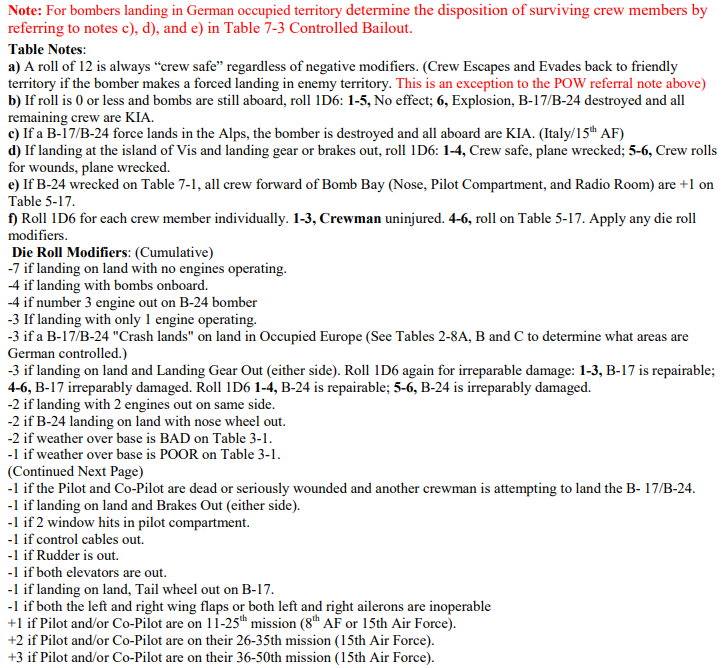 Note: For bombers landing in German occupied territory determine the disposition of surviving crew members by
referring to notes c), d), and e) in Table 7-3 Controlled Bailout.
Table Notes:
a) A roll of 12 is always “crew safe” regardless of negative modifiers. (Crew Escapes and Evades back to friendly
territory if the bomber makes a forced landing in enemy territory. This is an exception to the POW referral note above)
b) If roll is 0 or less and bombs are still aboard, roll 1D6: 1-5, No effect; 6, Explosion, B-17/B-24 destroyed and all
remaining crew are KIA.
c) If a B-17/B-24 force lands in the Alps, the bomber is destroyed and all aboard are KIA. (Italy/15th AF)
d) If landing at the island of Vis and landing gear or brakes out, roll 1D6: 1-4, Crew safe, plane wrecked; 5-6, Crew rolls
for wounds, plane wrecked.
e) If B-24 wrecked on Table 7-1, all crew forward of Bomb Bay (Nose, Pilot Compartment, and Radio Room) are +1 on
Table 5-17.
f) Roll 1D6 for each crew member individually. 1-3, Crewman uninjured. 4-6, roll on Table 5-17. Apply any die roll
modifiers.
Die Roll Modifiers: (Cumulative)
-7 if landing on land with no engines operating.
-4 if landing with bombs onboard.
-4 if number 3 engine out on B-24 bomber
-3 If landing with only 1 engine operating.
-3 if a B-17/B-24 "Crash lands" on land in Occupied Europe (See Tables 2-8A, B and C to determine what areas are
German controlled.)
-3 if landing on land and Landing Gear Out (either side). Roll 1D6 again for irreparable damage: 1-3, B-17 is repairable;
4-6, B-17 irreparably damaged. Roll 1D6 1-4, B-24 is repairable; 5-6, B-24 is irreparably damaged.
-2 if landing with 2 engines out on same side.
-2 if B-24 landing on land with nose wheel out.
-2 if weather over base is BAD on Table 3-1.
-1 if weather over base is POOR on Table 3-1.
(Continued Next Page)
-1 if the Pilot and Co-Pilot are dead or seriously wounded and another crewman is attempting to land the B- 17/B-24.
-1 if landing on land and Brakes Out (either side).
-1 if 2 window hits in pilot compartment.
-1 if control cables out.
-1 if Rudder is out.
-1 if both elevators are out.
-1 if landing on land, Tail wheel out on B-17.
-1 if both the left and right wing flaps or both left and right ailerons are inoperable
+1 if Pilot and/or Co-Pilot are on 11-25th mission (8th AF or 15th Air Force).
+2 if Pilot and/or Co-Pilot are on their 26-35th mission (15th Air Force).
+3 if Pilot and/or Co-Pilot are on their 36-50th mission (15th Air Force).